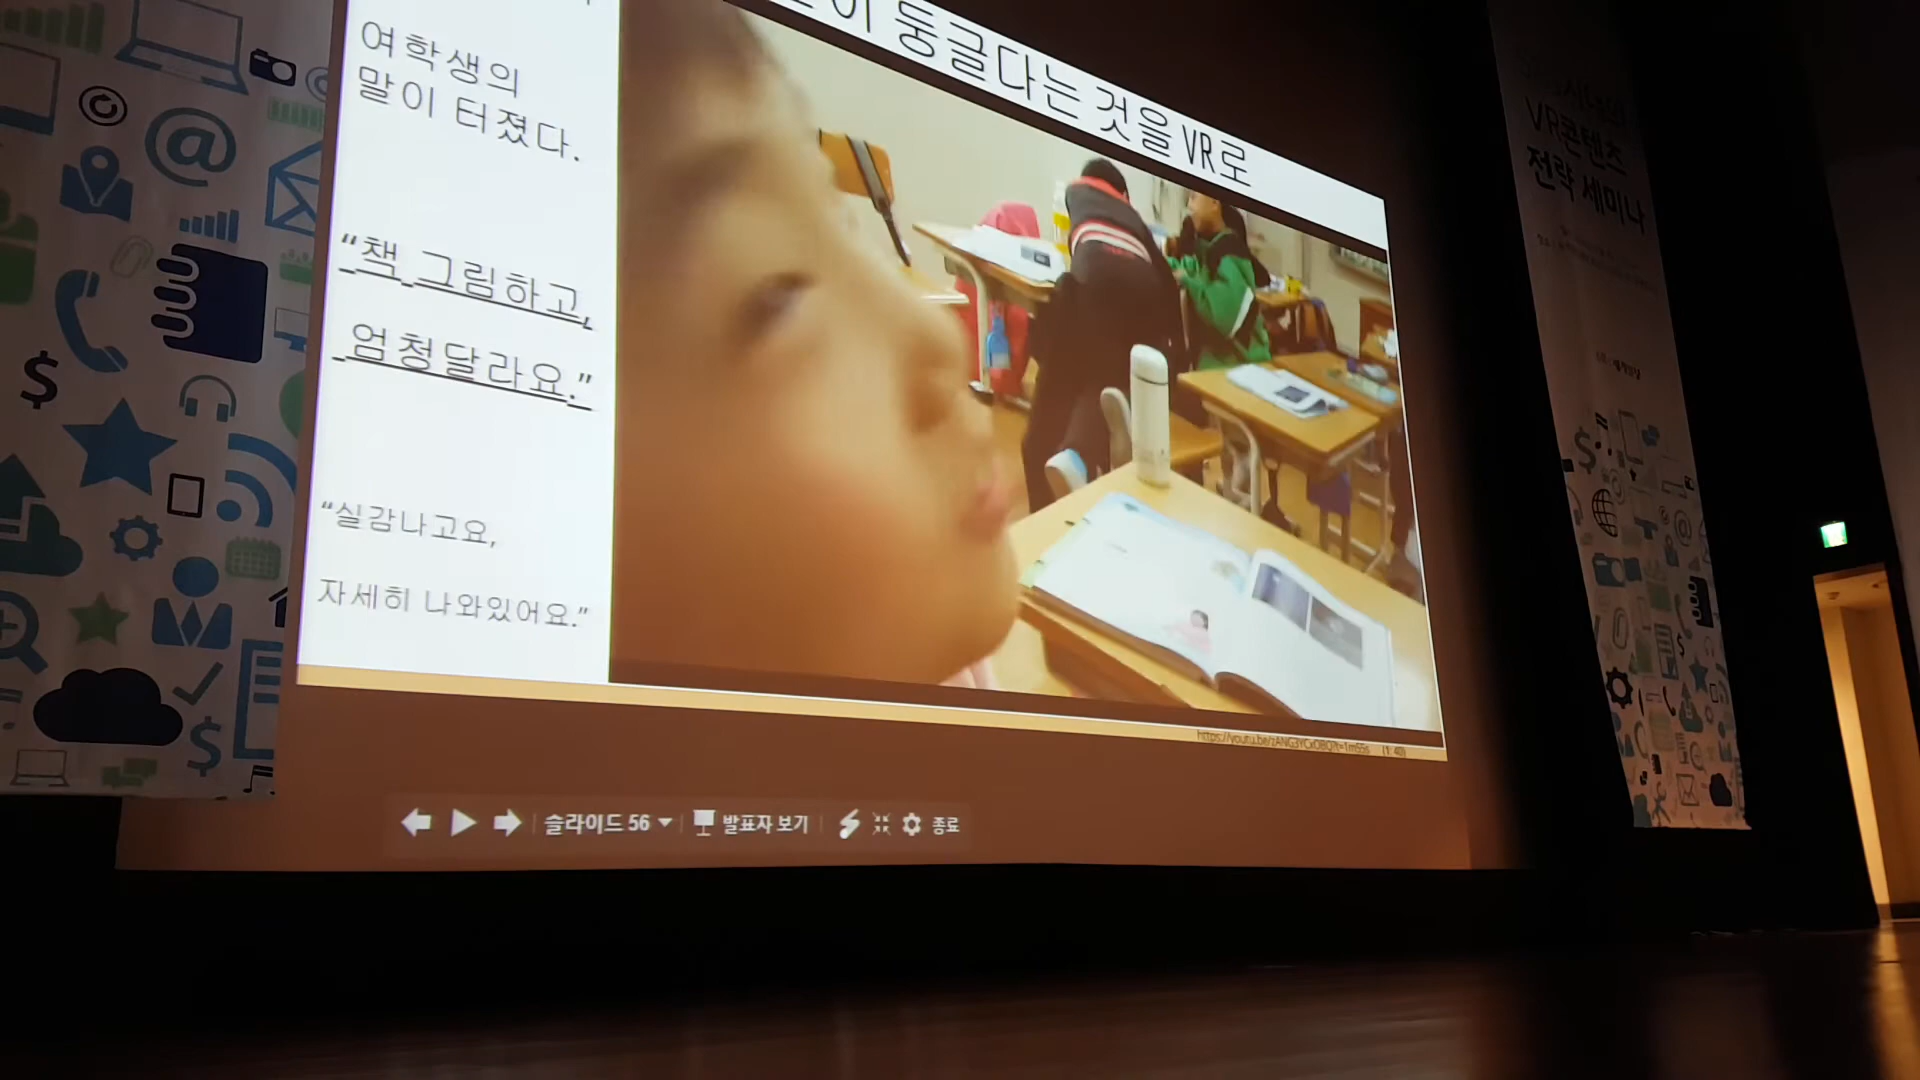 이 둥글다는 것을 VR로
여학생의
말이 터졌다.
“책 그림하고,
엄청달라요.”
“실감나고요,
자세히 나와있어요.”
슬라이드 56
발표자 보기
종료
VR콘텐츠
전략 세미나